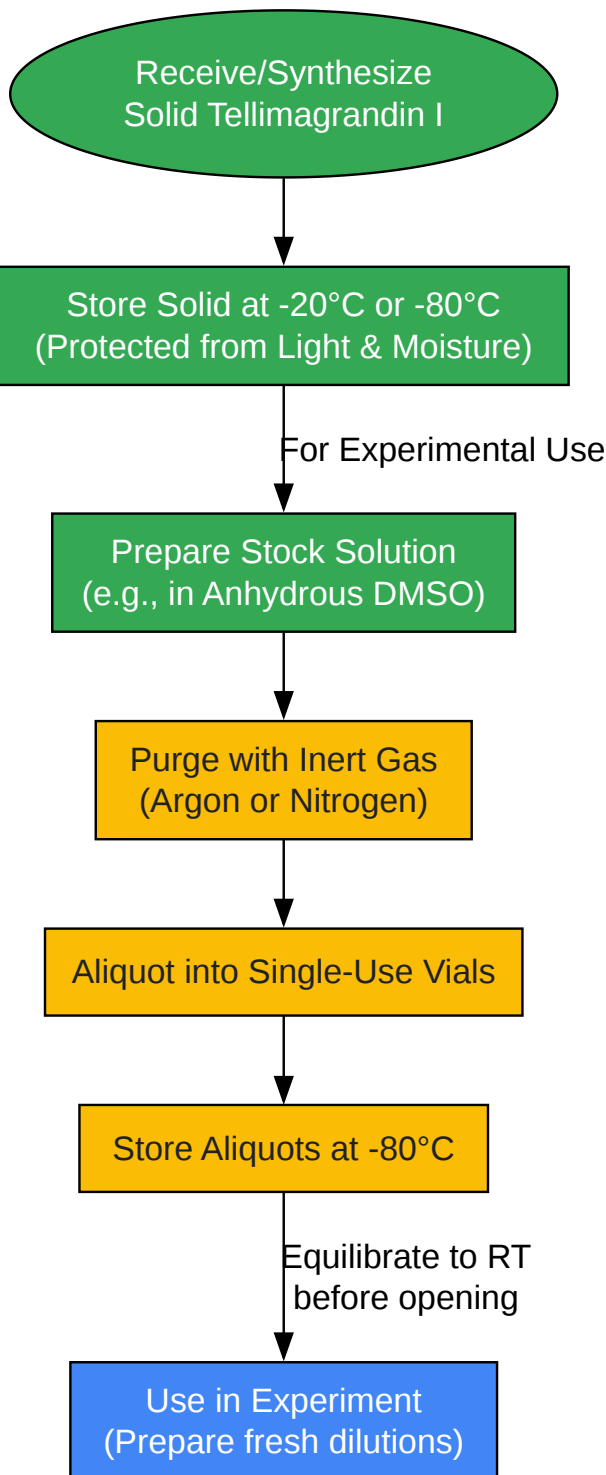 Receive/Synthesize
Solid Tellimagrandin I
Store Solid at -20°C or -80°C
(Protected from Light & Moisture)
For Experimental Use
Prepare Stock Solution
(e.g., in Anhydrous DMSO)
Purge with Inert Gas
(Argon or Nitrogen)
Aliquot into Single-Use Vials
Store Aliquots at -80°C
Equilibrate to RT
before opening
Use in Experiment
(Prepare fresh dilutions)